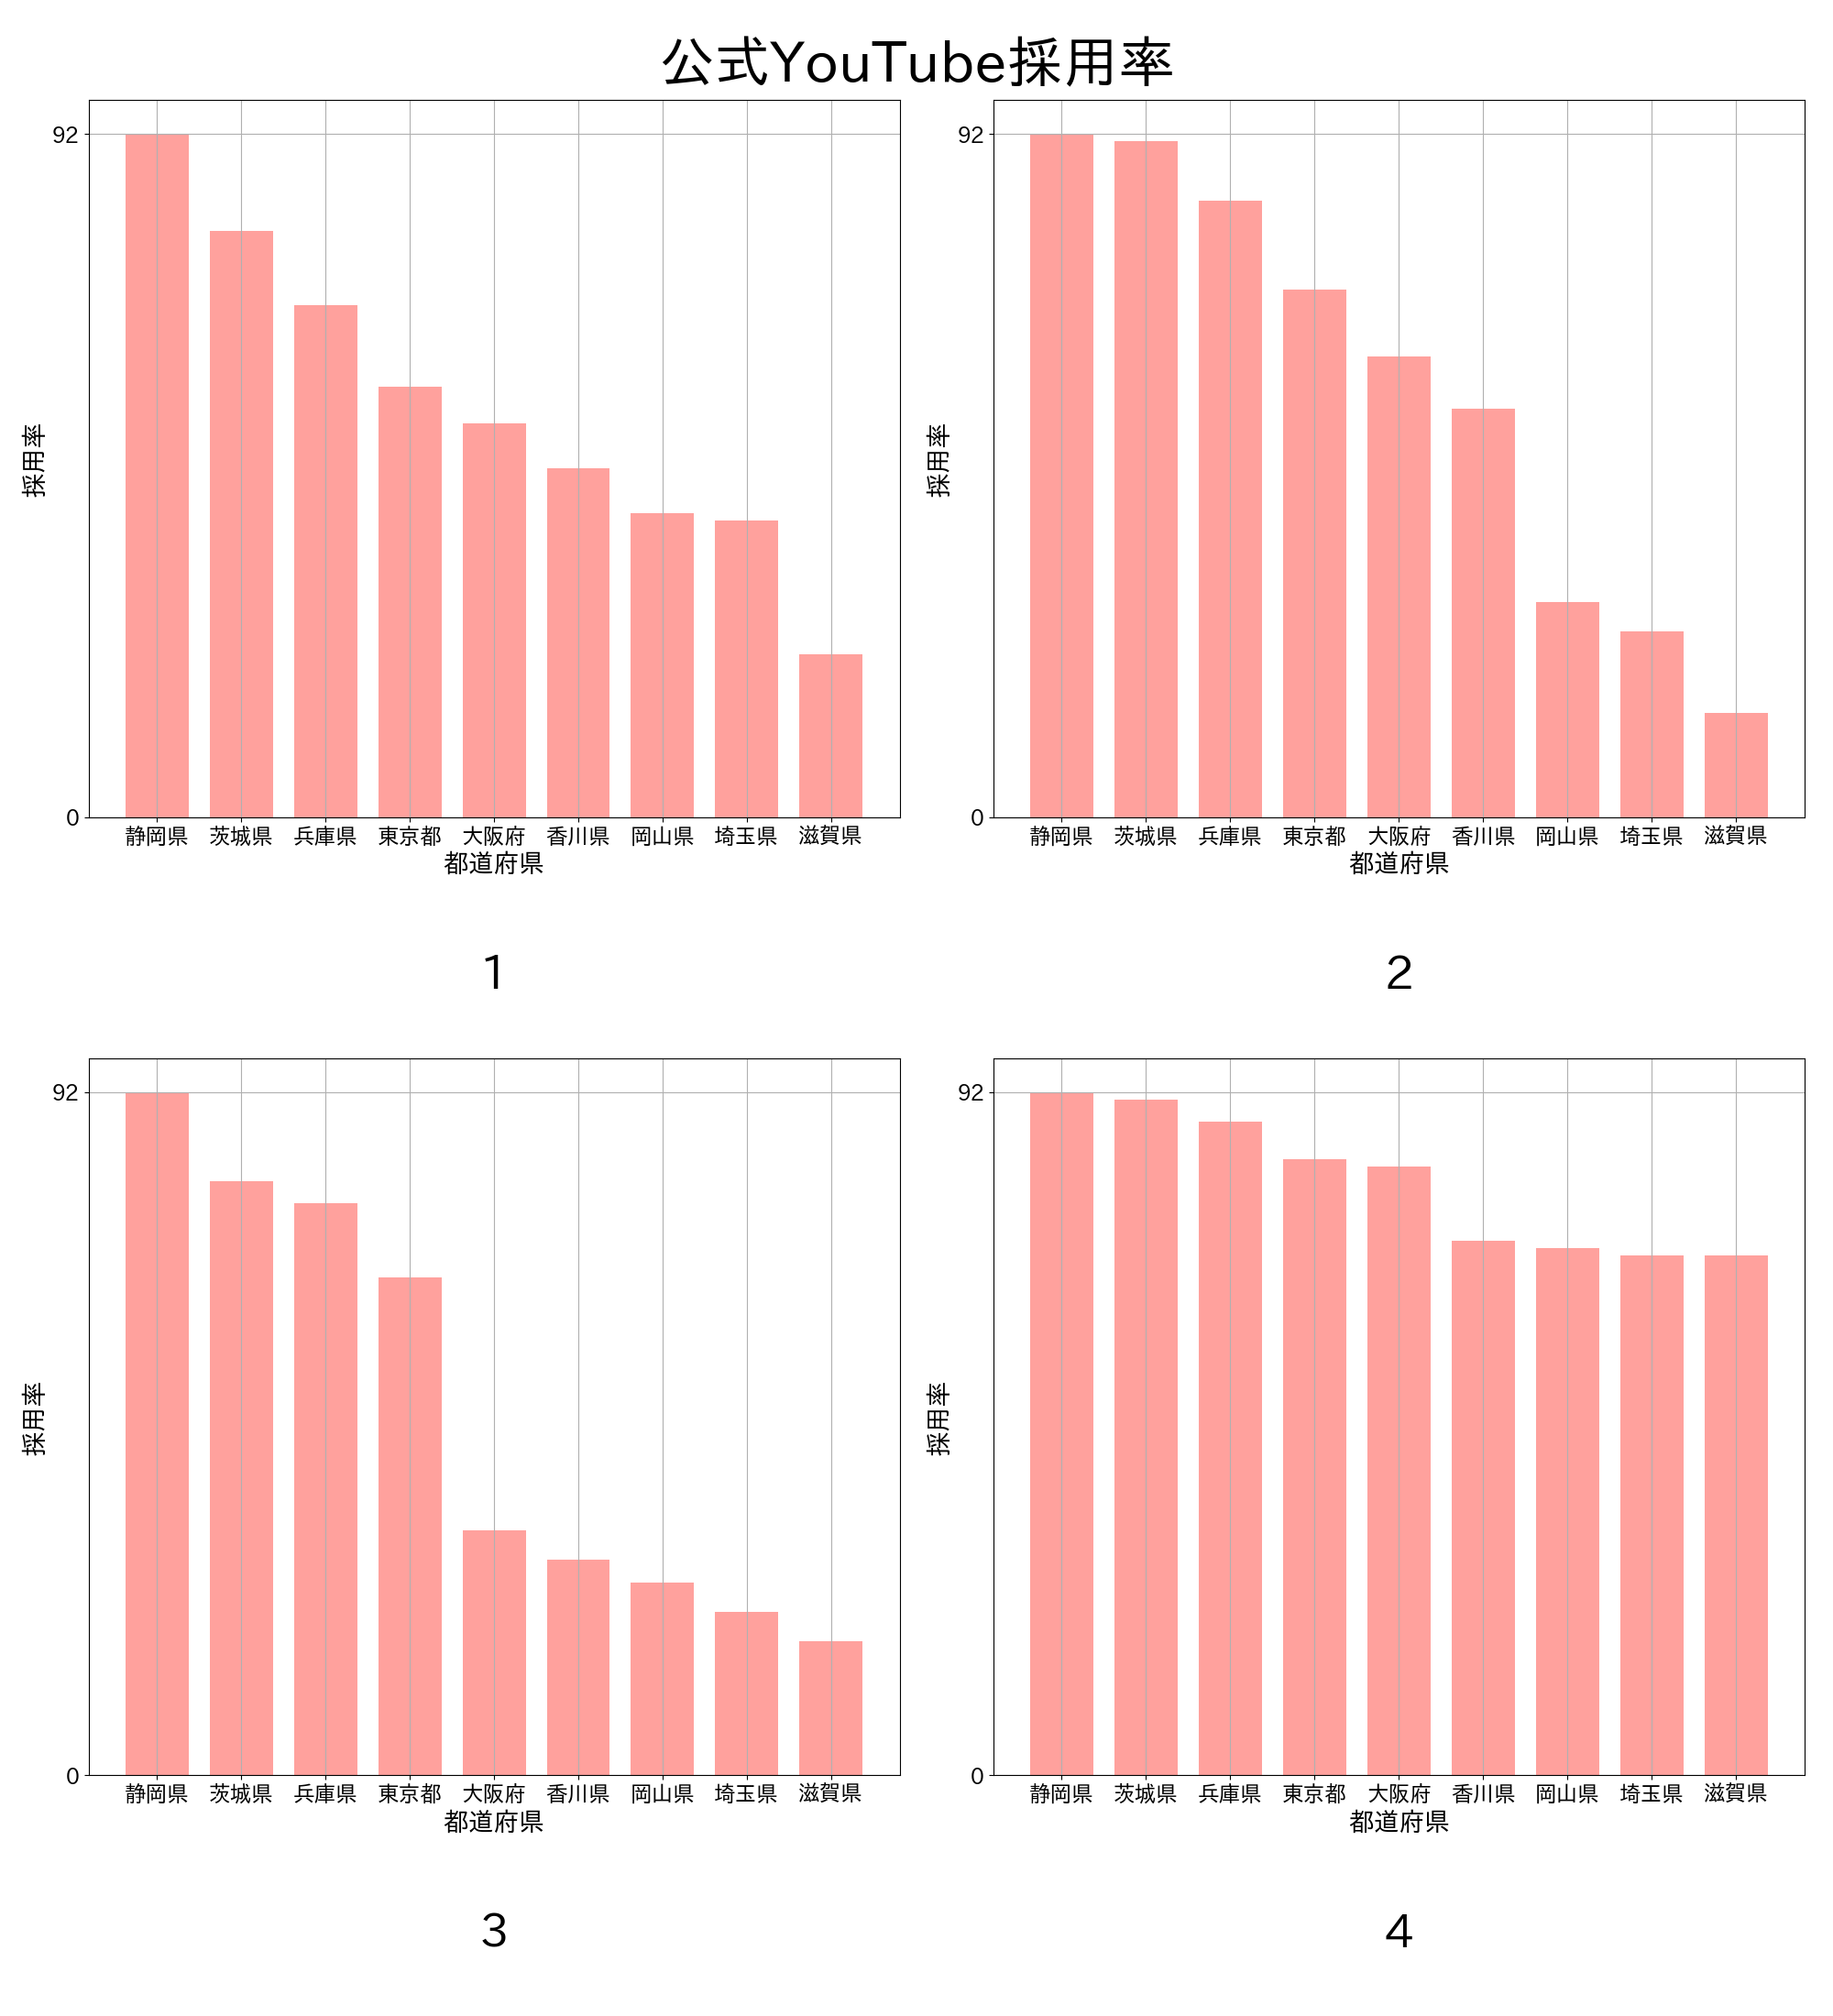 公式YouTube採用率
92
0
採用率
静岡県 茨城県 兵庫県 東京都 大阪府 香川県 岡山県 埼玉県 滋賀県
都道府県
1
92
0
採用率
静岡県 茨城県 兵庫県 東京都 大阪府 香川県 岡山県 埼玉県 滋賀県
都道府県
2
92
0
採用率
静岡県 茨城県 兵庫県 東京都 大阪府 香川県 岡山県 埼玉県 滋賀県
都道府県
3
92
0
採用率
静岡県 茨城県 兵庫県 東京都 大阪府 香川県 岡山県 埼玉県 滋賀県
都道府県
4